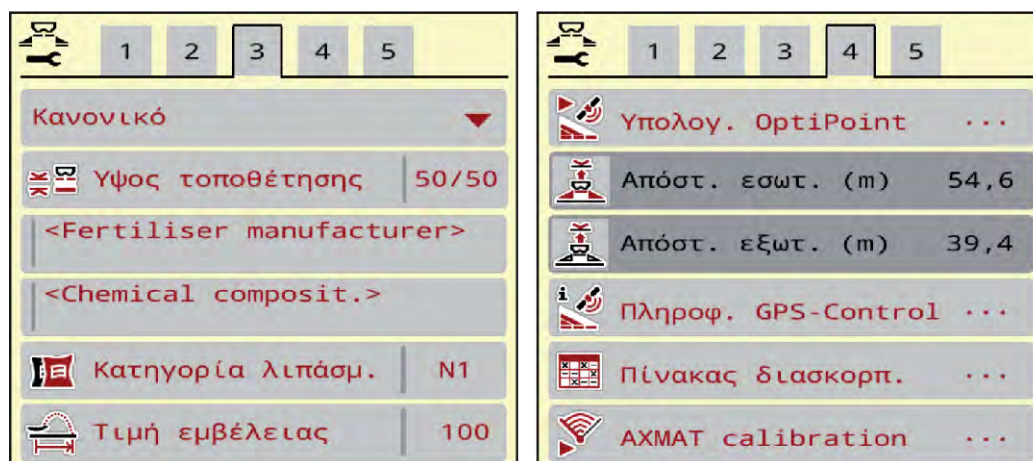 1 2 3 4 5
Κανονικό
Υψος τοποθέτησης 50/50
<Fertiliser manufacturer>
<Chemical composit.>
Κατηγορία λιπάσμ. N1
Τιμή εμβέλειας 100
1 2 3 4 5
Υπολογ. OptiPoint ...
Απόστ. εσωτ. (m) 54,6
Απόστ. εξωτ. (m) 39,4
Πληροφ. GPS-Control ...
Πίνακας διασκορπ. ...
AXMAT calibration ...